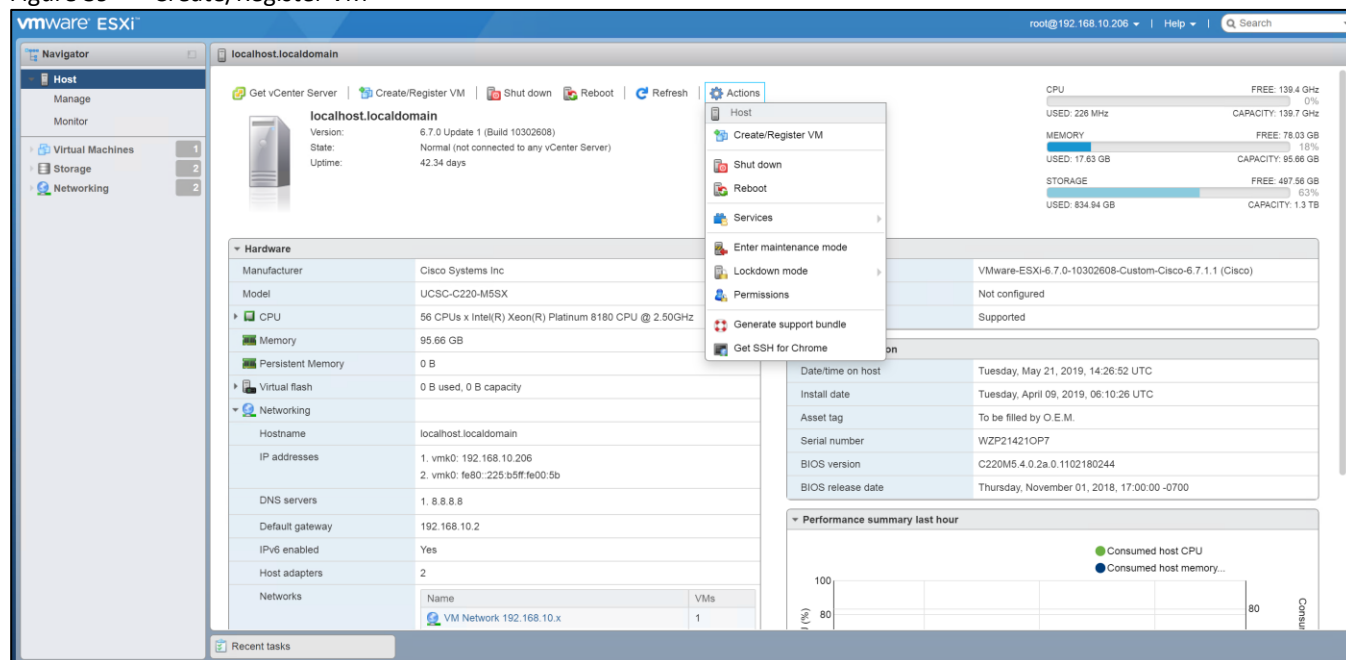 vmware ESXi™
root@192.168.10.206 | Help | Search
Navigator
Host
Manage
Monitor
Virtual Machines 1
Storage 2
Networking 2
localhost.localdomain
Get vCenter Server | Create/Register VM | Shut down Reboot | Refresh | Actions
localhost.localdomain
Version: 6.7.0 Update 1 (Build 10302608)
State: Normal (not connected to any vCenter Server)
Uptime: 42.34 days
Host
Create/Register VM
Shut down
Reboot
Services
Enter maintenance mode
Lockdown mode
Permissions
Generate support bundle
Get SSH for Chrome
CPU FREE: 139.4 GHz
0%
USED: 226 MHz CAPACITY: 139.7 GHz
MEMORY FREE: 78.03 GB
18%
USED: 17.63 GB CAPACITY: 95.66 GB
STORAGE FREE: 497.56 GB
63%
USED: 834.94 GB CAPACITY: 1.3 TB
Hardware
Manufacturer Cisco Systems Inc
Model UCSC-C220-M5SX
CPU 56 CPUs x Intel(R) Xeon(R) Platinum 8180 CPU @ 2.50GHz
Memory 95.66 GB
Persistent Memory 0 B
Virtual flash 0 B used, 0 B capacity
Networking
Hostname localhost.localdomain
IP addresses 1. vmk0: 192.168.10.206
2. vmk0: fe80::225:b5ff:fe00:5b
DNS servers 1. 8.8.8.8
Default gateway 192.168.10.2
IPv6 enabled Yes
Host adapters 2
Networks Name VMs
VM Network 192.168.10.x 1
VMware-ESXi-6.7.0-10302608-Custom-Cisco-6.7.1.1 (Cisco)
Not configured
Supported
on
Date/time on host Tuesday, May 21, 2019, 14:26:52 UTC
Install date Tuesday, April 09, 2019, 06:10:26 UTC
Asset tag To be filled by O.E.M.
Serial number WZP21421OP7
BIOS version C220M5.4.0.2a.0.1102180244
BIOS release date Thursday, November 01, 2018, 17:00:00 -0700
Performance summary last hour
Consumed host CPU
Consumed host memory...
100
80
80
(%)
Recent tasks